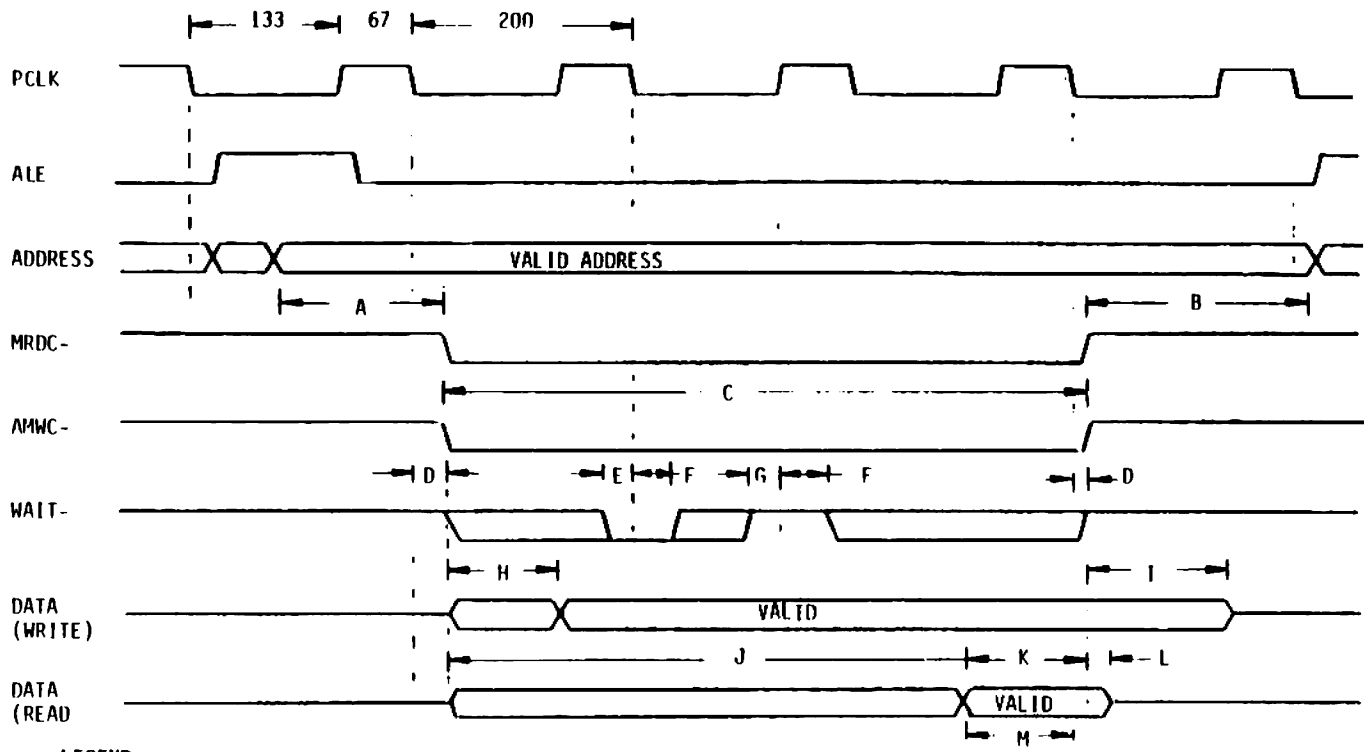 133 67 200
PCLK
ALE
ADDRESS VALID ADDRESS
A B
MRDC-
C
AMWC-
D E F G F D
WAIT-
H I
DATA VALID
(WRITE)
J K L
DATA VALID
(READ
M